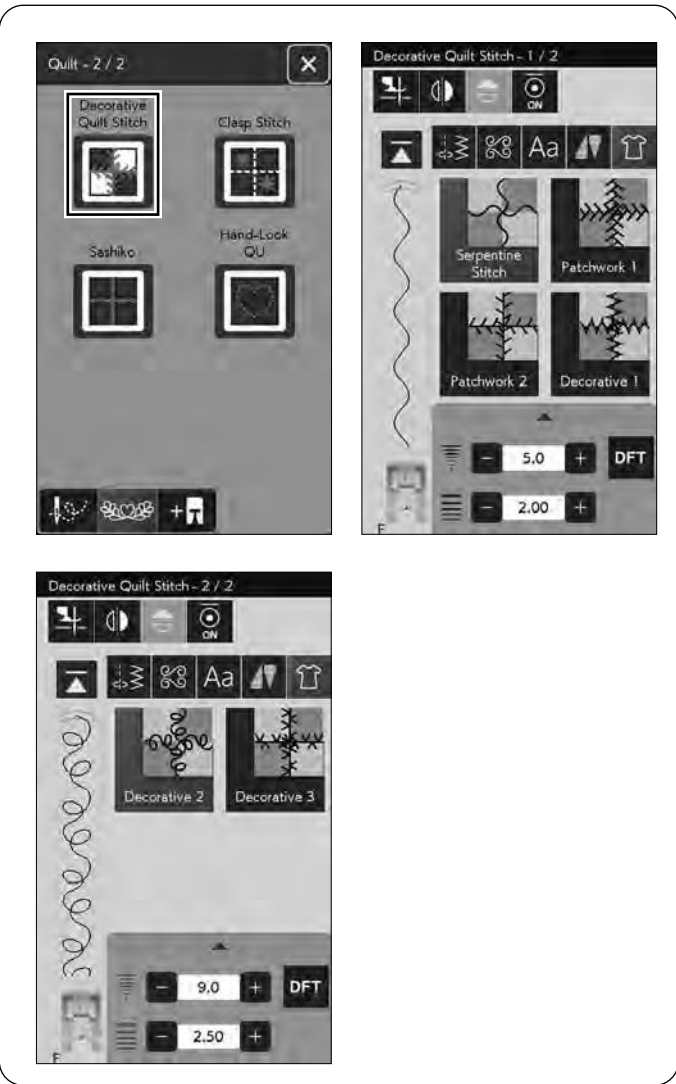 Quilt - 2 / 2
Decorative
Quilt Stitch
Clasp Stitch
Sashiko
Hand-Look
QU
Decorative Quilt Stitch - 1 / 2
ON
Aa
Serpentine
Stitch
Patchwork 1
Patchwork 2
Decorative 1
5.0
DFT
2.00
F
Decorative Quilt Stitch - 2 / 2
ON
Aa
Decorative 2
Decorative 3
9.0
DFT
2.50
F